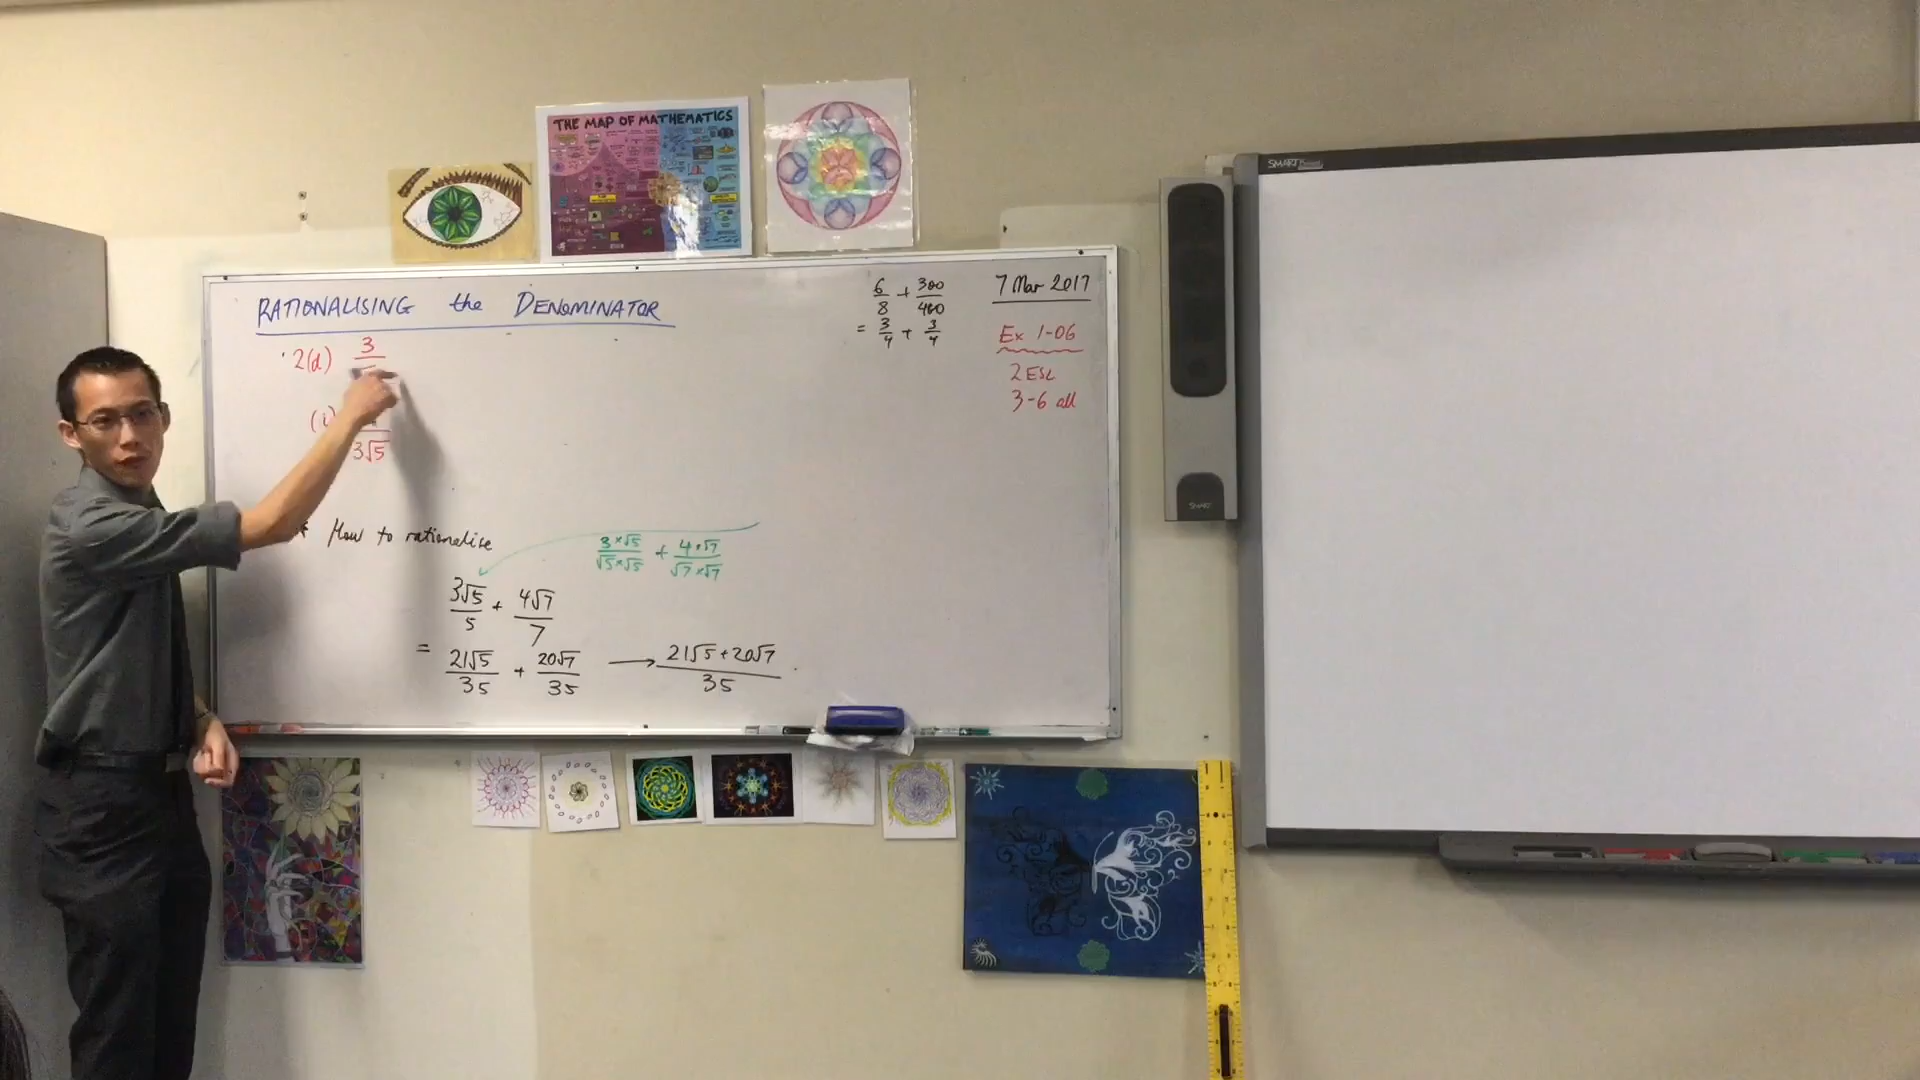 THE MAP OF MATHEMATICS
SMART Board
RATIONALISING the DENOMINATOR
6/8 + 300/400
= 3/4 + 3/4
7 Mar 2017
Ex 1-06
2 ESL
3-6 all
2(d) 3
(i)
3√5
* How to rationalise
3×√5/√5×√5 + 4×√7/√7×√7
3√5/5 + 4√7/7
= 21√5/35 + 20√7/35 → 21√5+20√7/35
SMART